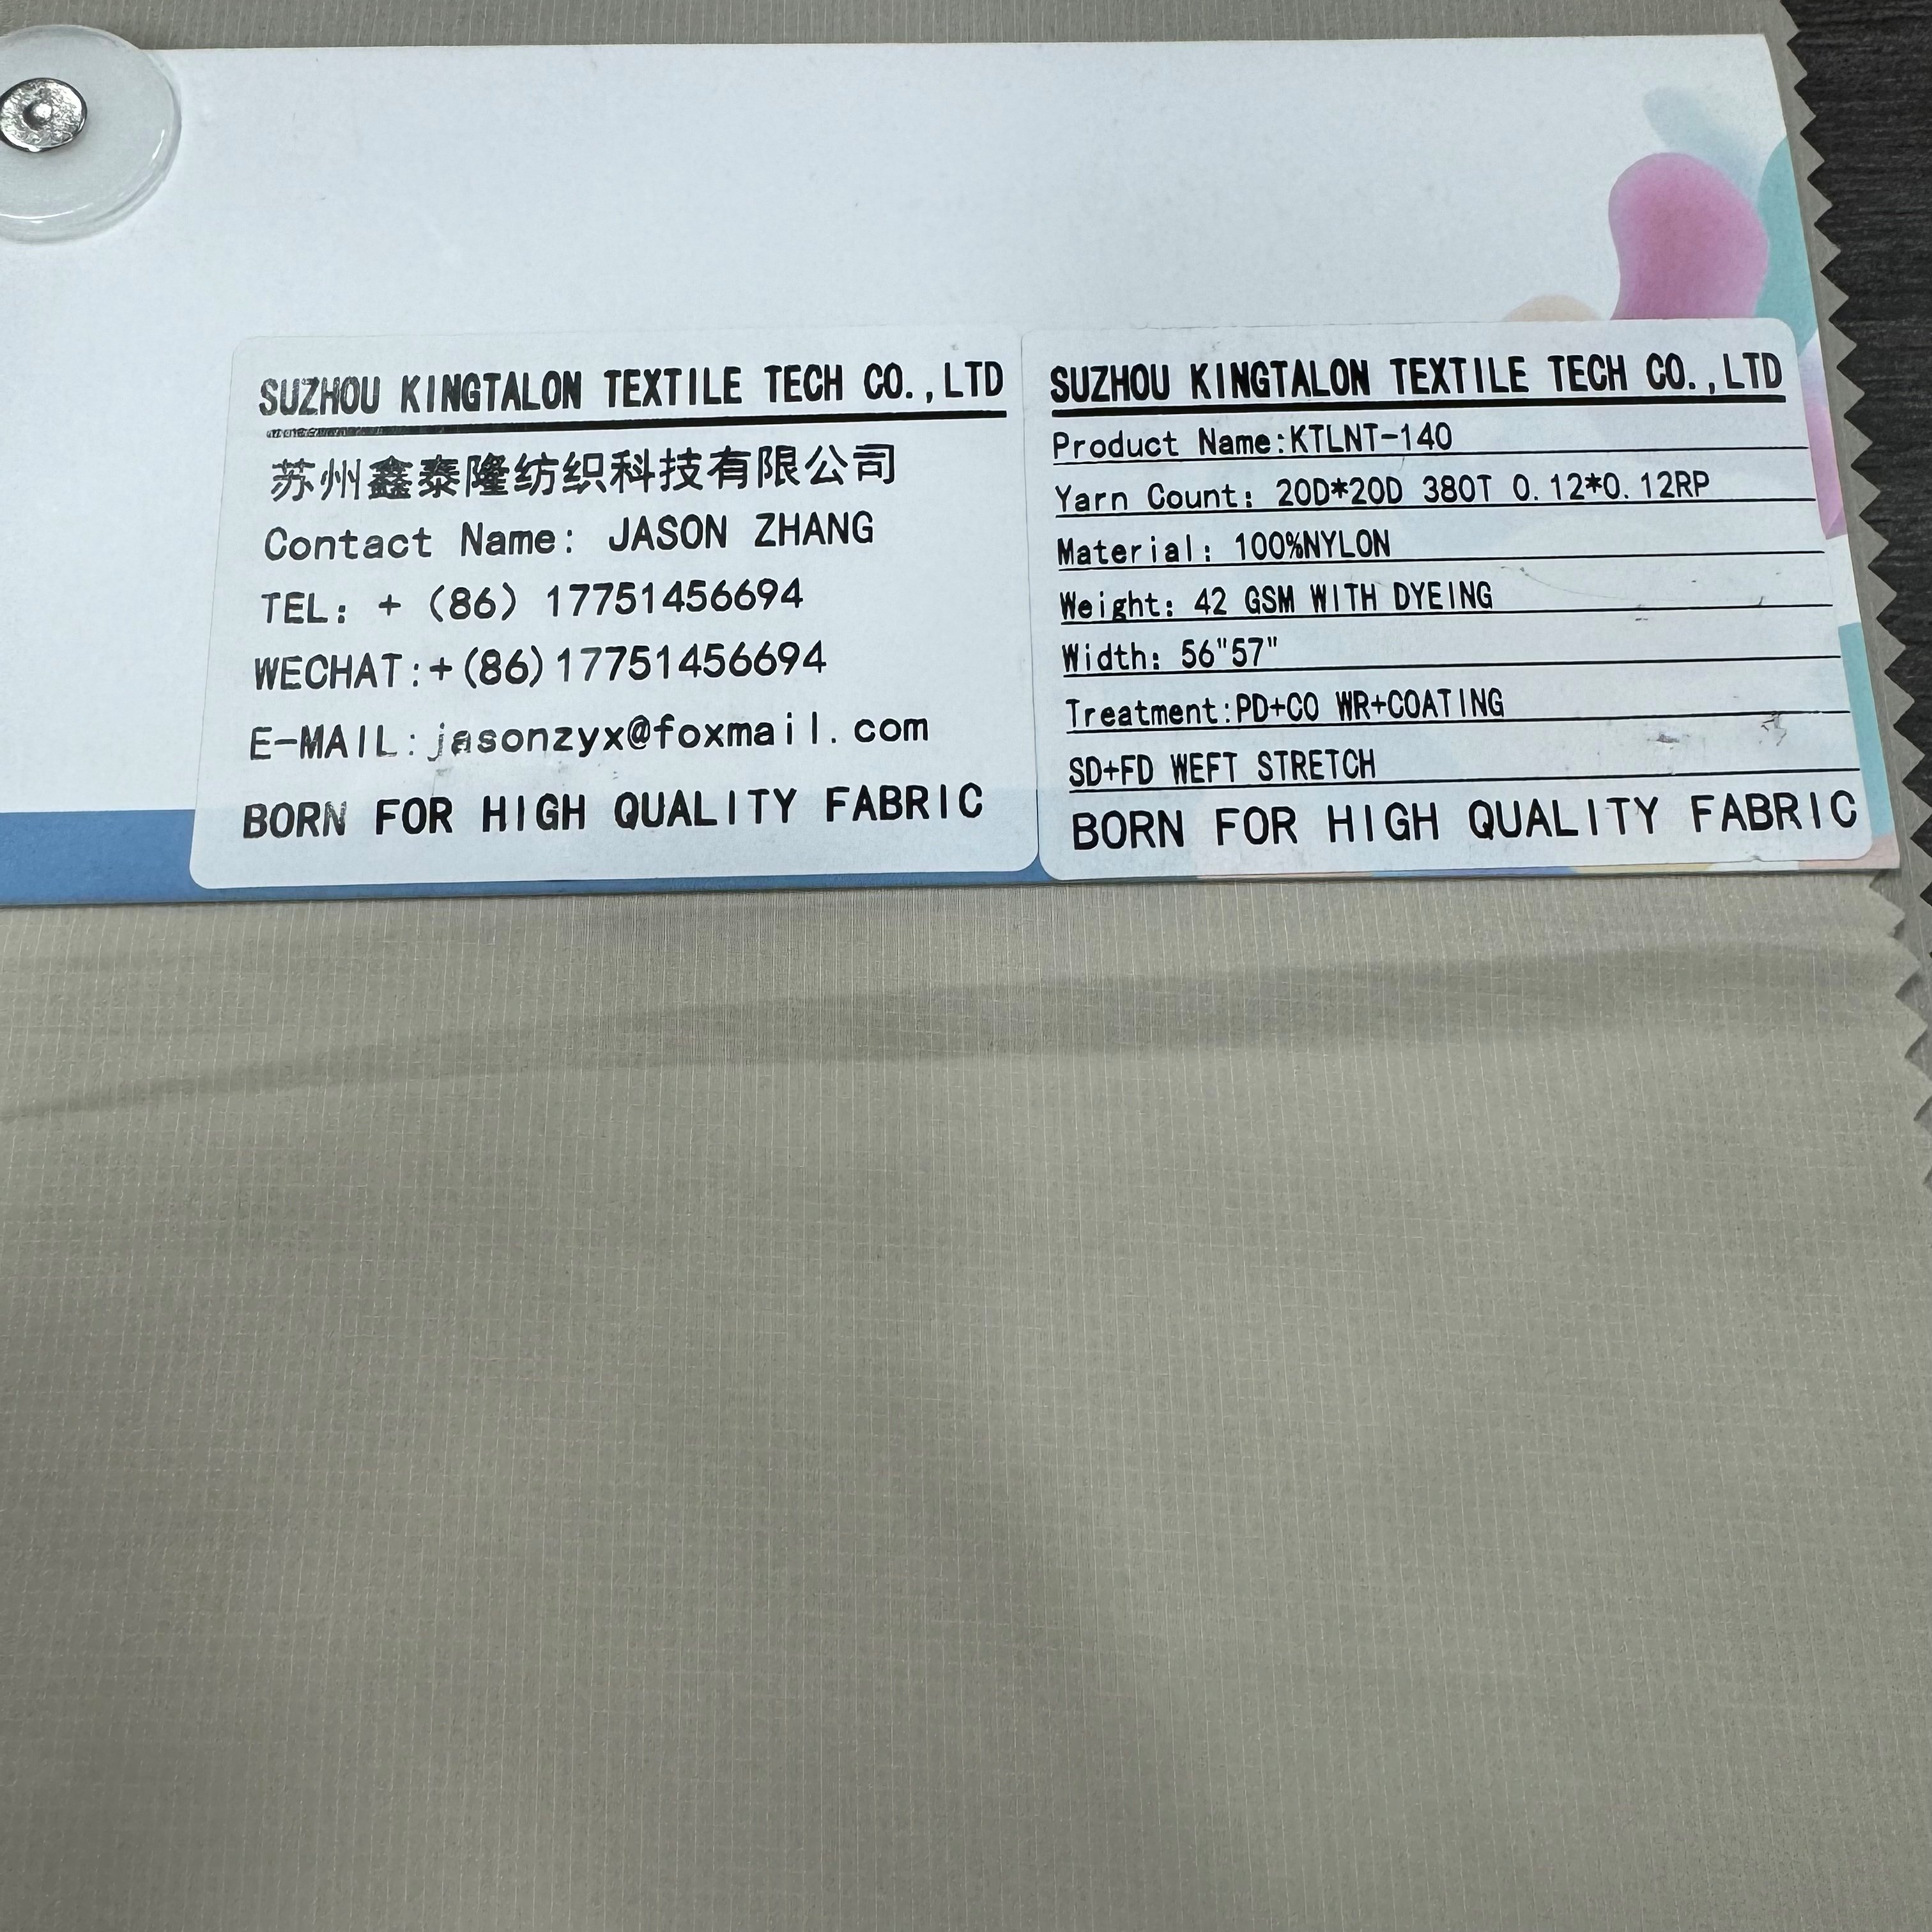 SUZHOU KINGTALON TEXTILE TECH CO.,LTD
苏州鑫泰隆纺织科技有限公司
Contact Name: JASON ZHANG
TEL: + (86) 17751456694
WECHAT:+(86)17751456694
E-MAIL:jasonzyx@foxmail.com
BORN FOR HIGH QUALITY FABRIC
SUZHOU KINGTALON TEXTILE TECH CO.,LTD
Product Name:KTLNT-140
Yarn Count: 20D*20D 380T 0.12*0.12RP
Material: 100%NYLON
Weight: 42 GSM WITH DYEING
Width: 56"57"
Treatment:PD+CO WR+COATING
SD+FD WEFT STRETCH
BORN FOR HIGH QUALITY FABRIC